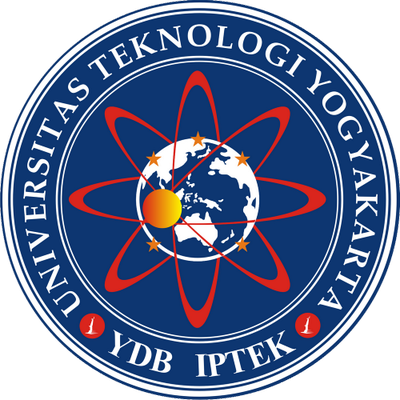 UNIVERSITAS TEKNOLOGI YOGYAKARTA
YDB IPTEK